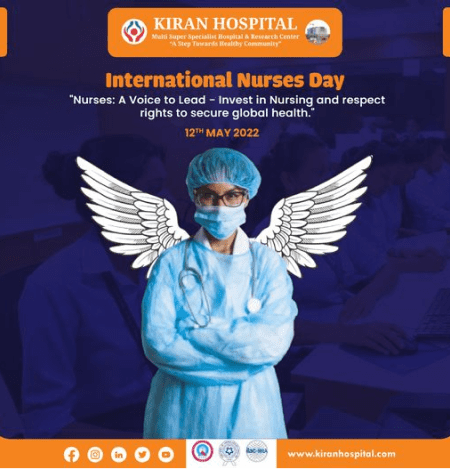 KIRAN HOSPITAL
Multi Super Specialist Hospital & Research Center
"A Step Towards Healthy Community"
International Nurses Day
"Nurses: A Voice to Lead - Invest in Nursing and respect
rights to secure global health."
12TH MAY 2022
www.kiranhospital.com